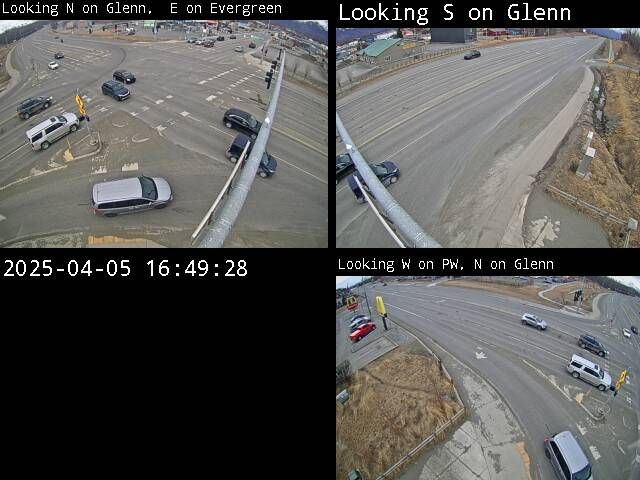 Looking N on Glenn,  E on Evergreen
Looking S on Glenn
2025-04-05 16:49:28
Looking W on PW, N on Glenn